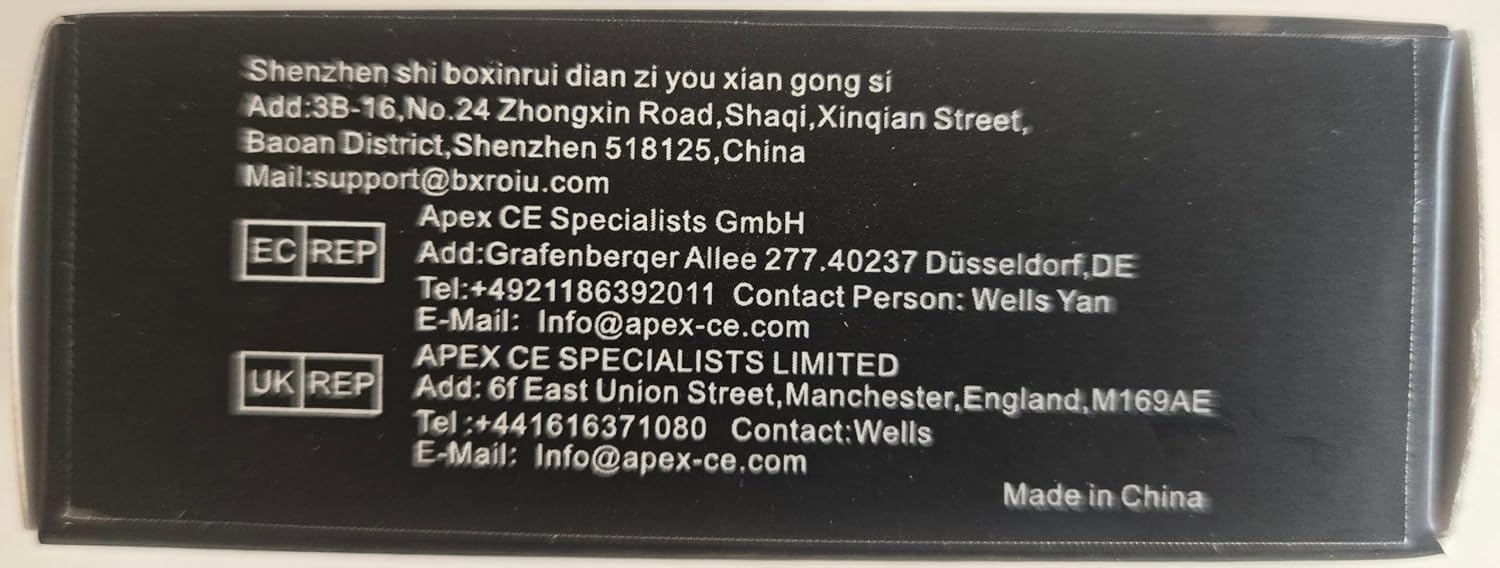 Shenzhen shi boxinrui dian zi you xian gong si
Add:3B-16,No.24 Zhongxin Road,Shaqi,Xinqian Street,
Baoan District,Shenzhen 518125,China
Mail:support@bxroiu.com
EC REP
Apex CE Specialists GmbH
Add:Grafenberqer Allee 277.40237 Düsseldorf,DE
Tel:+4921186392011 Contact Person: Wells Yan
E-Mail: Info@apex-ce.com
UK REP
APEX CE SPECIALISTS LIMITED
Add: 6f East Union Street,Manchester,England,M169AE
Tel :+441616371080 Contact:Wells
E-Mail: Info@apex-ce.com
Made in China